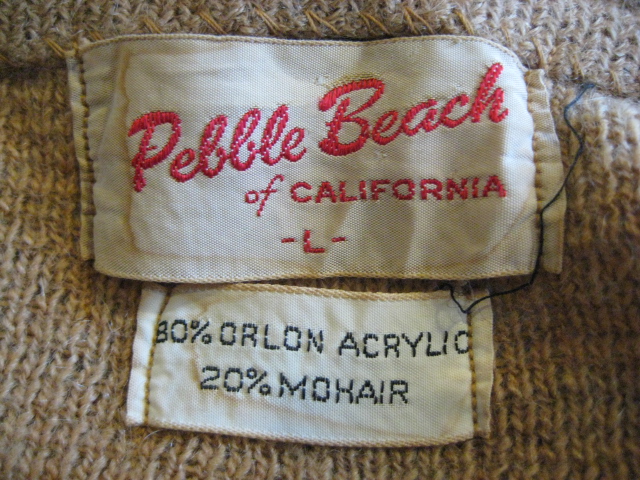 Pebble Beach
of CALIFORNIA
-L-
80% ORLON ACRYLIC
20% MOHAIR